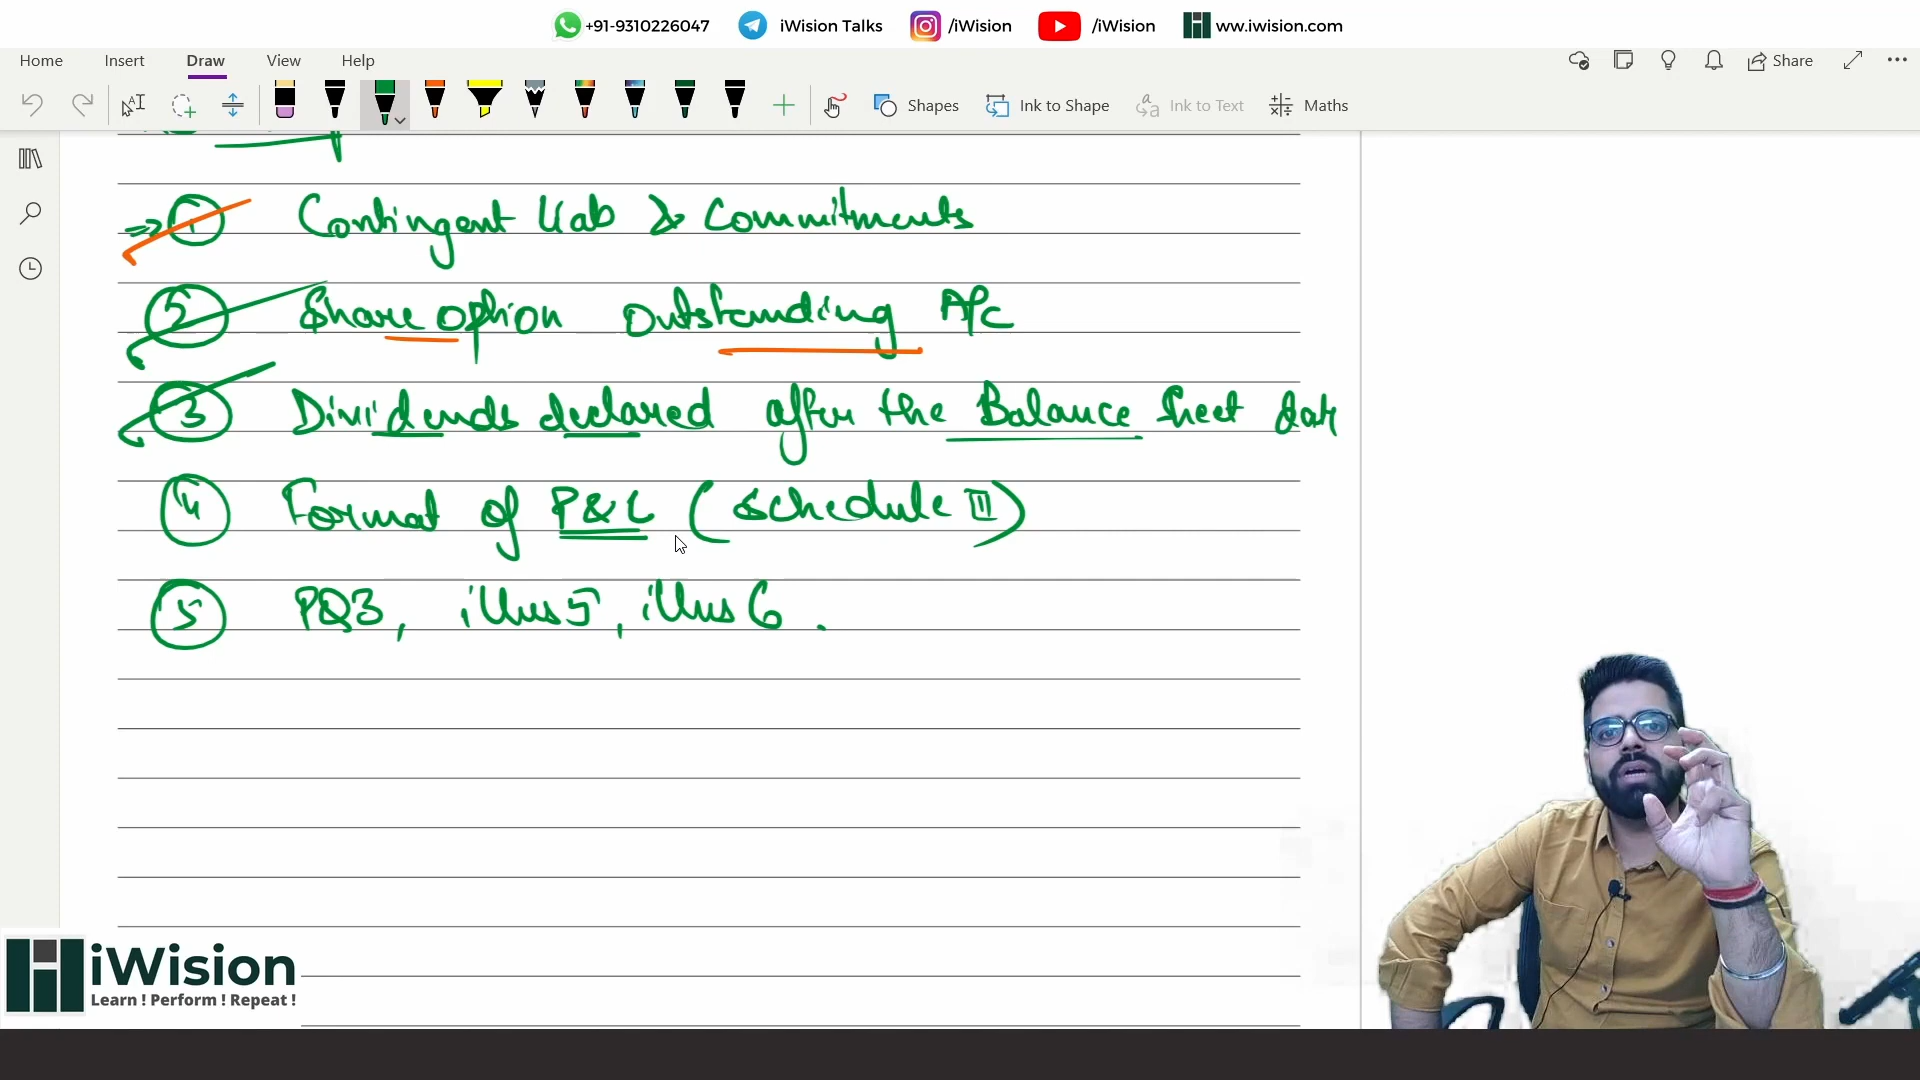 +91-9310226047 iWision Talks /iWision /iWision ww.iwision.com
Home Insert Draw View Help Share
Shapes Ink to Shape Ink to Text Maths
1 Contingent Liab & Commitments
2 Share option Outstanding A/c
3 Dividends declared after the Balance Sheet date
4 Format of P&L (Schedule III)
5 PQ3, illus 5, illus 6.
iWision
Learn ! Perform ! Repeat !